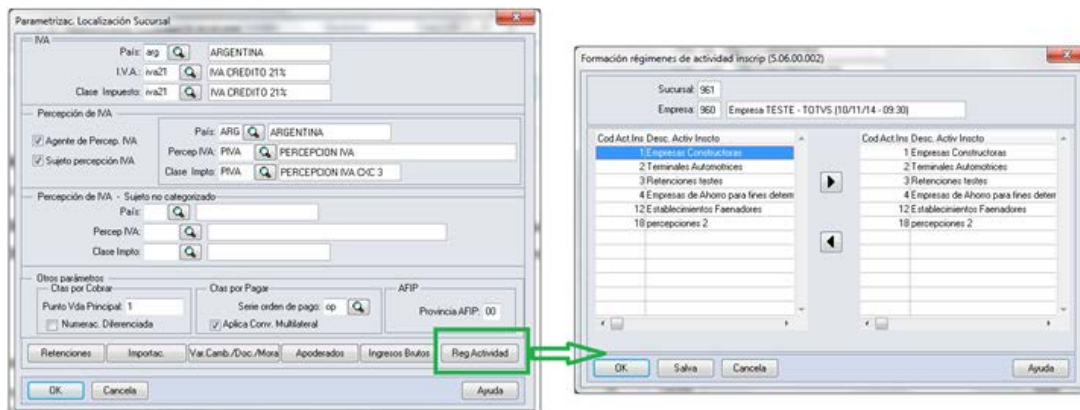 Parametrizac. Localización Sucursal
IVA
País: arg ARGENTINA
I.V.A.: iva21 IVA CREDITO 21%
Clase Impuesto: iva21 IVA CREDITO 21%
Percepción de IVA
Agente de Percep. IVA
Sujeto percepción IVA
País: ARG ARGENTINA
Percep IVA: PIVA PERCEPCION IVA
Clase Impto: PIVA PERCEPCION IVA CXC 3
Percepción de IVA - Sujeto no categorizado
País:
Percep IVA:
Clase Impto:
Otros parámetros
Ctas por Cobrar
Punto Vda Principal: 1
Numerac. Diferenciada
Ctas por Pagar
Serie orden de pago: op
Aplica Conv. Multilateral
AFIP
Provincia AFIP: 00
Retenciones Importac. Var.Camb./Doc./Mora Apoderados Ingresos Brutos Reg Actividad
OK Cancela Ayuda
Formación régimenes de actividad inscrip (5.06.00.002)
Sucursal: 961
Empresa: 960 Empresa TESTE - TOTVS (10/11/14 - 09:30)
Cod Act.Ins Desc. Activ Inscto
1 Empresas Constructoras
2 Terminales Automotrices
3 Retenciones testes
4 Empresas de Ahorro para fines determ
12 Establecimientos Faenadores
18 percepciones 2
Cod Act.Ins Desc. Activ Inscto
1 Empresas Constructoras
2 Terminales Automotrices
3 Retenciones testes
4 Empresas de Ahorro para fines deter
12 Establecimientos Faenadores
18 percepciones 2
OK Salva Cancela Ayuda